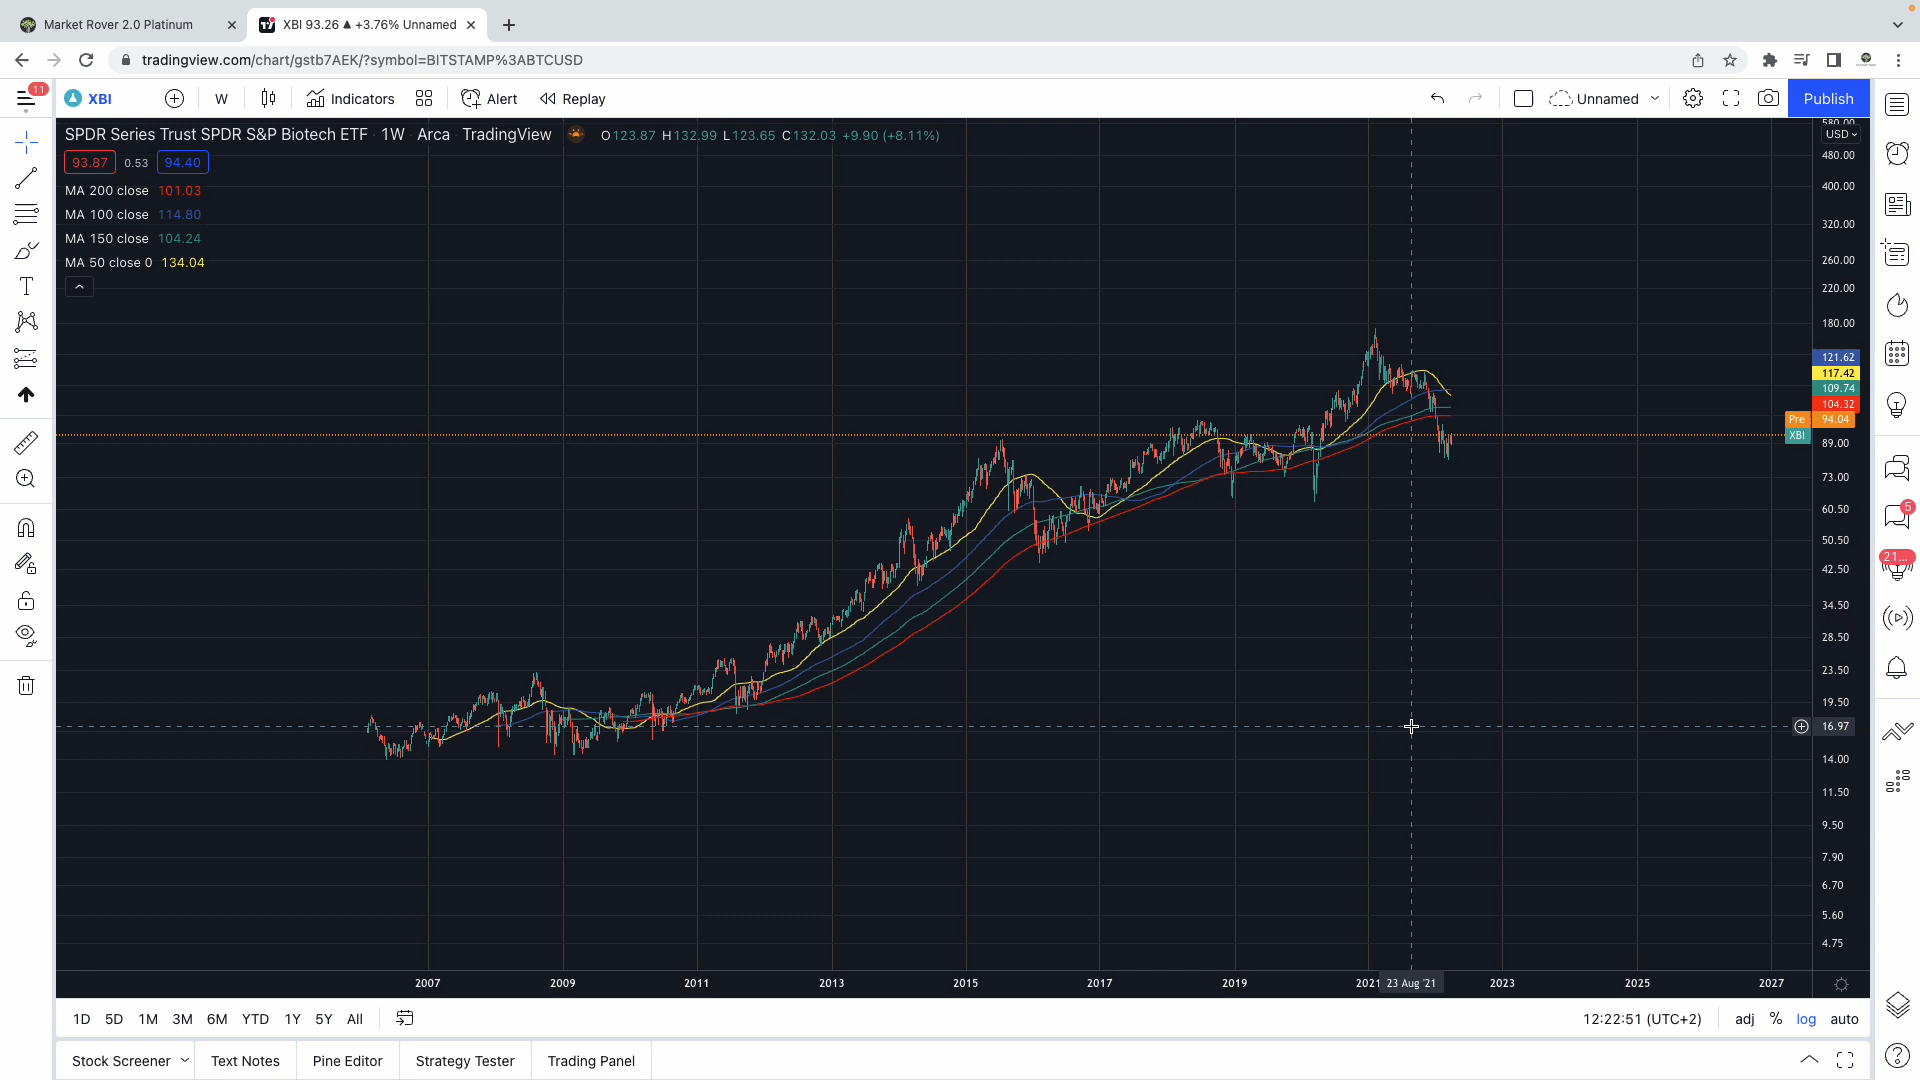 Market Rover 2.0 Platinum
XBI 93.26 ▲ +3.76% Unnamed
tradingview.com/chart/gstb7AEK/?symbol=BITSTAMP%3ABTCUSD
11
XBI W Indicators Alert Replay Unnamed Publish
SPDR Series Trust SPDR S&P Biotech ETF 1W Arca TradingView O123.87 H132.99 L123.65 C132.03 +9.90 (+8.11%)
93.87 0.53 94.40
MA 200 close 101.03
MA 100 close 114.80
MA 150 close 104.24
MA 50 close 0 134.04
580.00
USD
480.00
400.00
320.00
260.00
220.00
180.00
121.62
117.42
109.74
104.32
Pre 94.04
XBI
89.00
73.00
60.50
50.50
42.50
34.50
28.50
23.50
19.50
16.97
14.00
11.50
9.50
7.90
6.70
5.60
4.75
5
21...
2007 2009 2011 2013 2015 2017 2019 2021 23 Aug '21 2023 2025 2027
1D 5D 1M 3M 6M YTD 1Y 5Y All 12:22:51 (UTC+2) adj % log auto
Stock Screener Text Notes Pine Editor Strategy Tester Trading Panel